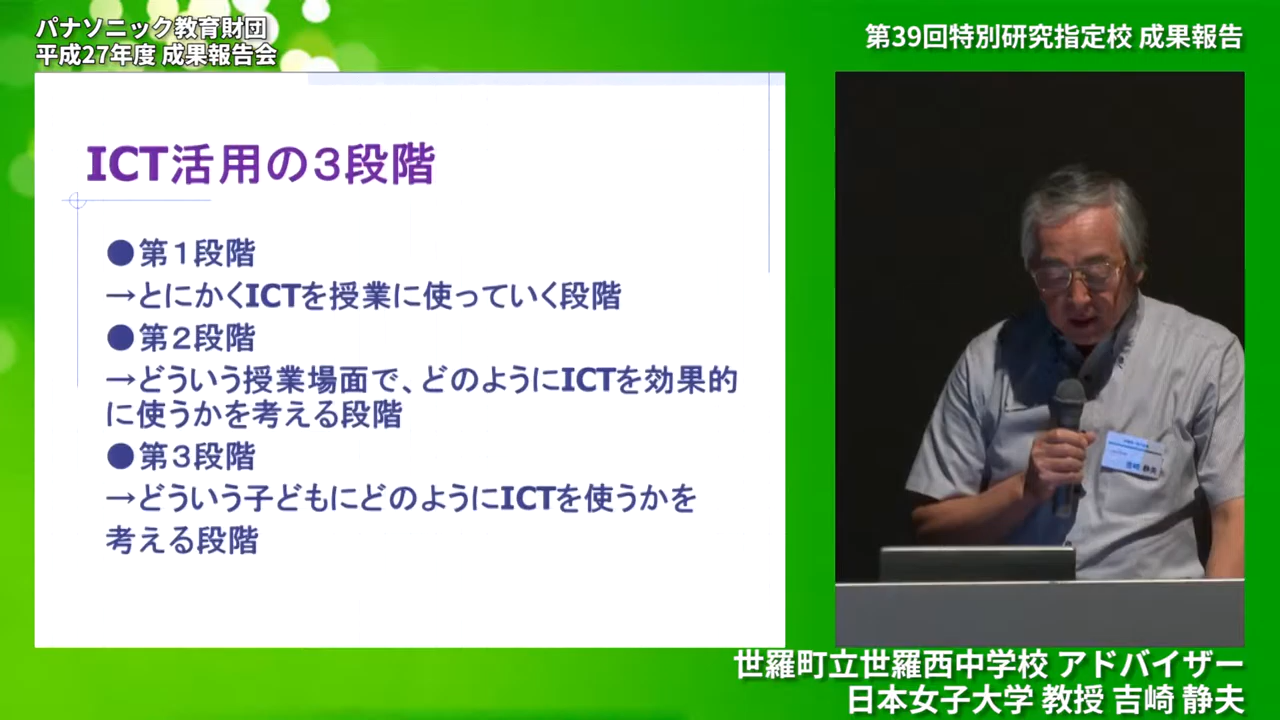 パナソニック教育財団
平成27年度 成果報告会
第39回特別研究指定校 成果報告
ICT活用の3段階
●第1段階
→とにかくICTを授業に使っていく段階
●第2段階
→どういう授業場面で、どのようにICTを効果的
に使うかを考える段階
●第3段階
→どういう子どもにどのようにICTを使うかを
考える段階
吉崎 静夫
世羅町立世羅西中学校 アドバイザー
日本女子大学 教授 吉崎 静夫